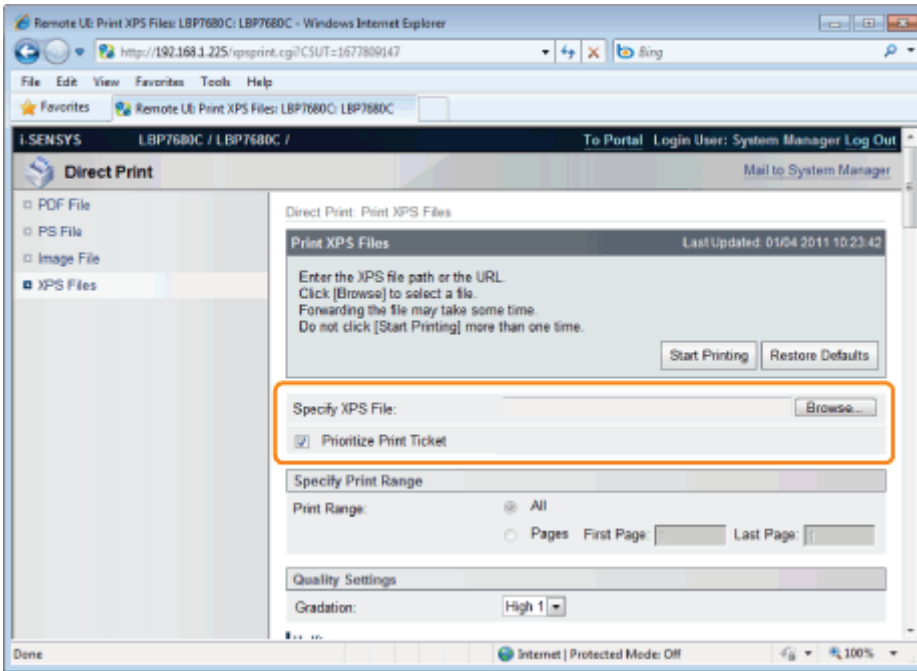 Remote UI: Print XPS Files: LBP7680C: LBP7680C - Windows Internet Explorer
http://192.168.1.225/xpsprint.cgi?CSUT=1677809147
Bing
File Edit View Favorites Tools Help
Favorites Remote UI: Print XPS Files: LBP7680C: LBP7680C
i-SENSYS LBP7680C / LBP7680C / To Portal Login User: System Manager Log Out
Direct Print Mail to System Manager
PDF File
PS File
Image File
XPS Files
Direct Print: Print XPS Files
Print XPS Files Last Updated: 01/04 2011 10:23:42
Enter the XPS file path or the URL.
Click [Browse] to select a file.
Forwarding the file may take some time.
Do not click [Start Printing] more than one time.
Start Printing Restore Defaults
Specify XPS File: Browse...
Prioritize Print Ticket
Specify Print Range
Print Range: All
Pages First Page: Last Page:
Quality Settings
Gradation: High 1
Done Internet | Protected Mode: Off 100%